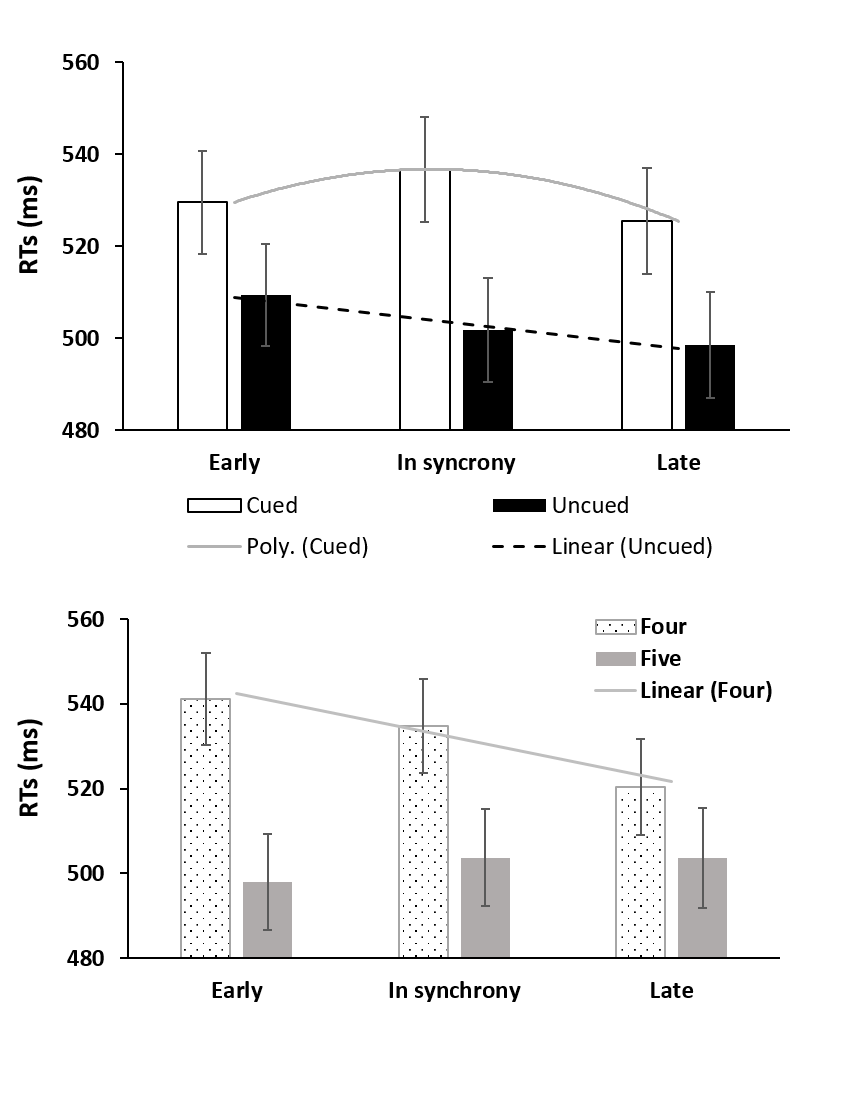 560
540
520
500
480
RTs (ms)
Early In syncrony Late
Cued Uncued
Poly. (Cued) Linear (Uncued)
560
540
520
500
480
RTs (ms)
Four
Five
Linear (Four)
Early In synchrony Late